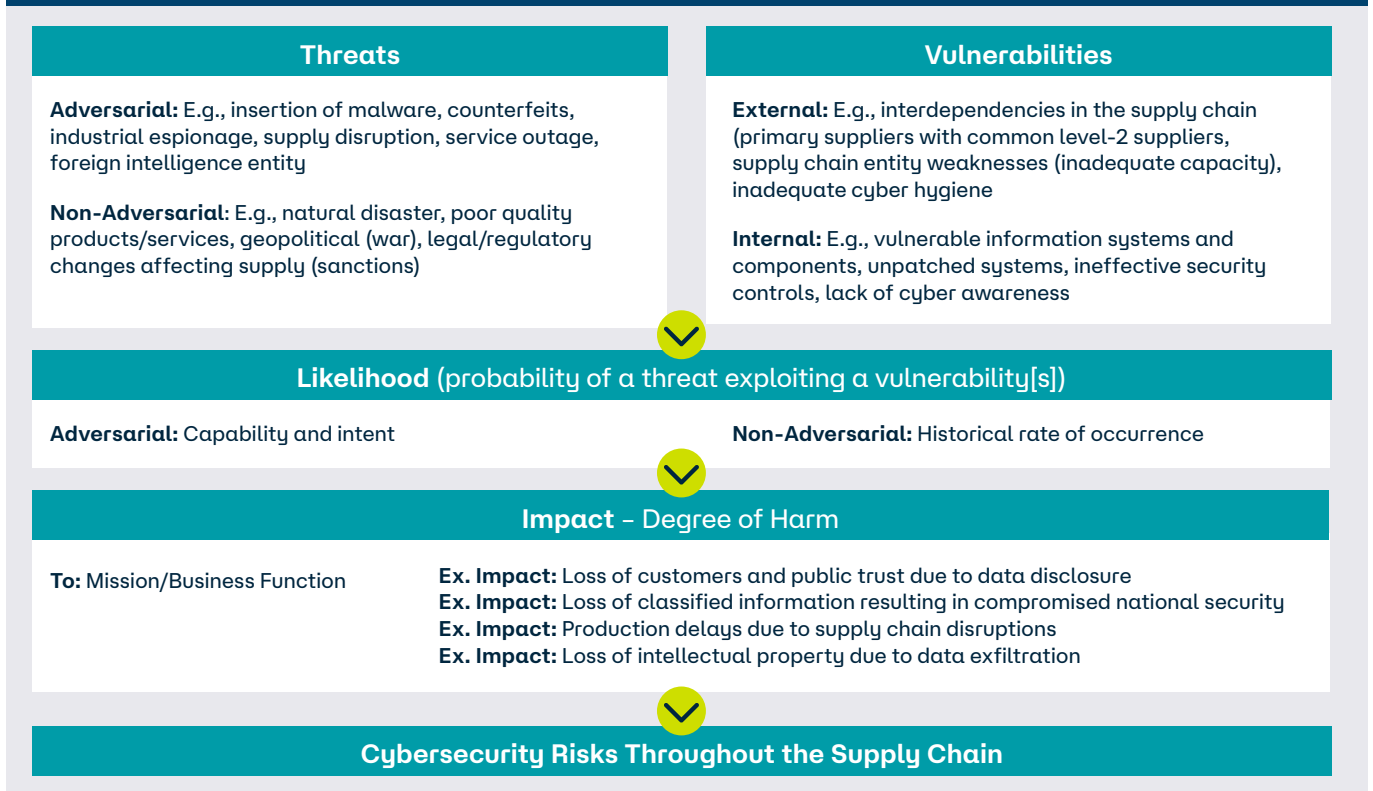 Threats
Adversarial: E.g., insertion of malware, counterfeits,
industrial espionage, supply disruption, service outage,
foreign intelligence entity
Non-Adversarial: E.g., natural disaster, poor quality
products/services, geopolitical (war), legal/regulatory
changes affecting supply (sanctions)
Vulnerabilities
External: E.g., interdependencies in the supply chain
(primary suppliers with common level-2 suppliers,
supply chain entity weaknesses (inadequate capacity),
inadequate cyber hygiene
Internal: E.g., vulnerable information systems and
components, unpatched systems, ineffective security
controls, lack of cyber awareness
Likelihood (probability of a threat exploiting a vulnerability[s])
Adversarial: Capability and intent
Non-Adversarial: Historical rate of occurrence
Impact – Degree of Harm
To: Mission/Business Function
Ex. Impact: Loss of customers and public trust due to data disclosure
Ex. Impact: Loss of classified information resulting in compromised national security
Ex. Impact: Production delays due to supply chain disruptions
Ex. Impact: Loss of intellectual property due to data exfiltration
Cybersecurity Risks Throughout the Supply Chain